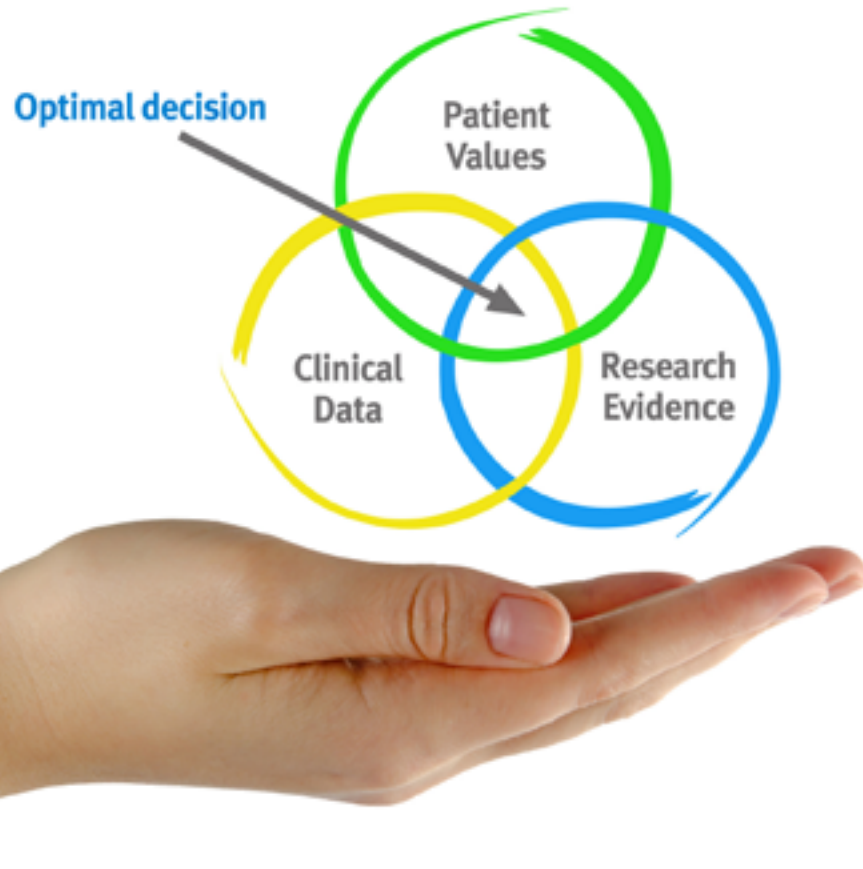 Optimal decision
Patient
Values
Clinical
Data
Research
Evidence